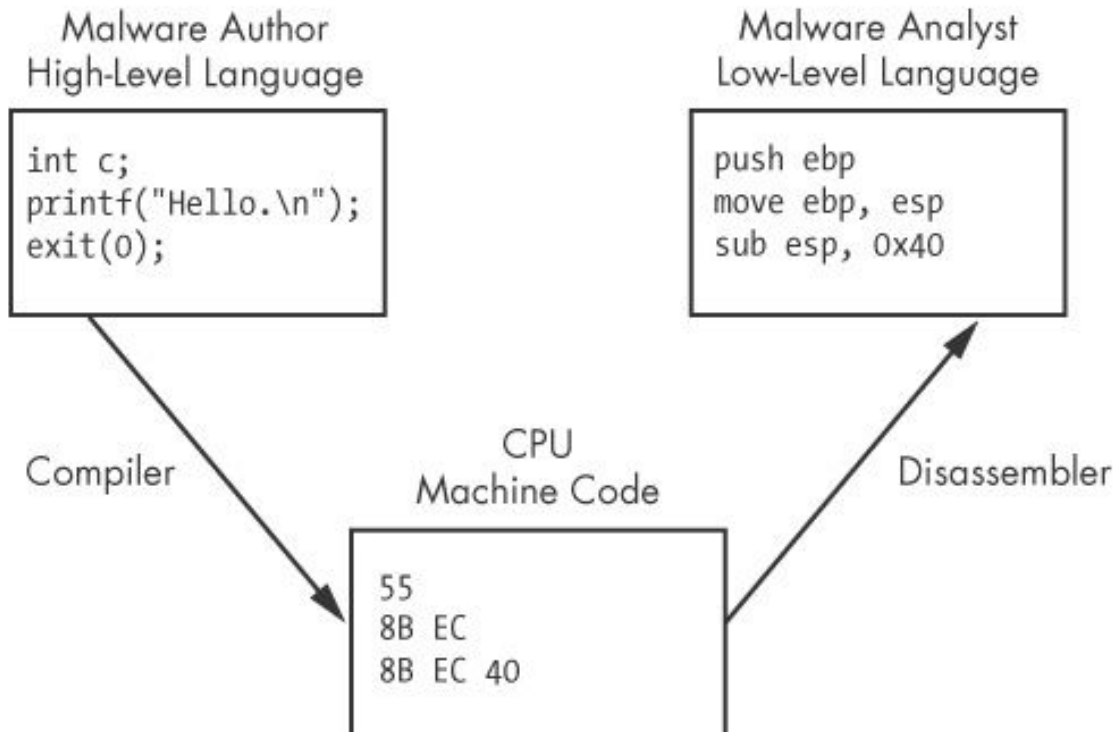 Malware Author
High-Level Language
int c;
printf("Hello.\n");
exit(0);
Malware Analyst
Low-Level Language
push ebp
move ebp, esp
sub esp, 0x40
Compiler
CPU
Machine Code
55
8B EC
8B EC 40
Disassembler